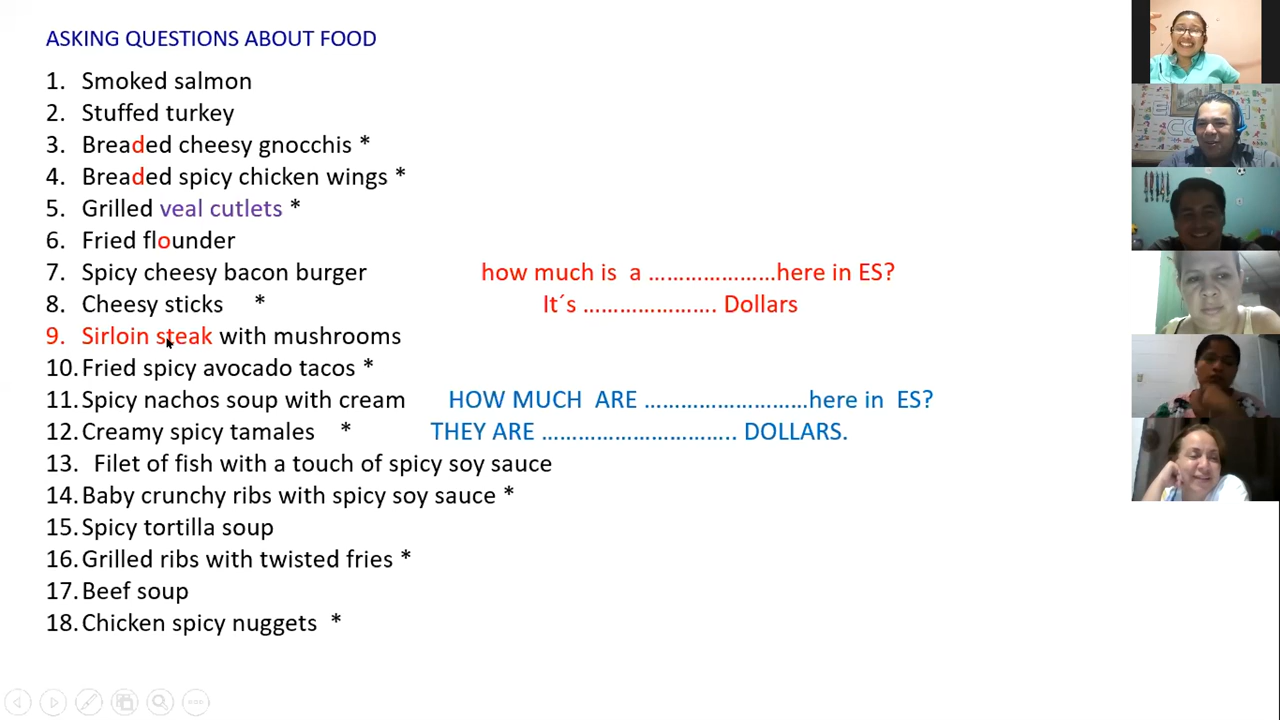 ASKING QUESTIONS ABOUT FOOD
1. Smoked salmon
2. Stuffed turkey
3. Breaded cheesy gnocchis *
4. Breaded spicy chicken wings *
5. Grilled veal cutlets *
6. Fried flounder
7. Spicy cheesy bacon burger how much is a .....................here in ES?
8. Cheesy sticks * It´s ...................... Dollars
9. Sirloin steak with mushrooms
10. Fried spicy avocado tacos *
11. Spicy nachos soup with cream HOW MUCH ARE ...........................here in ES?
12. Creamy spicy tamales * THEY ARE ................................ DOLLARS.
13. Filet of fish with a touch of spicy soy sauce
14. Baby crunchy ribs with spicy soy sauce *
15. Spicy tortilla soup
16. Grilled ribs with twisted fries *
17. Beef soup
18. Chicken spicy nuggets *